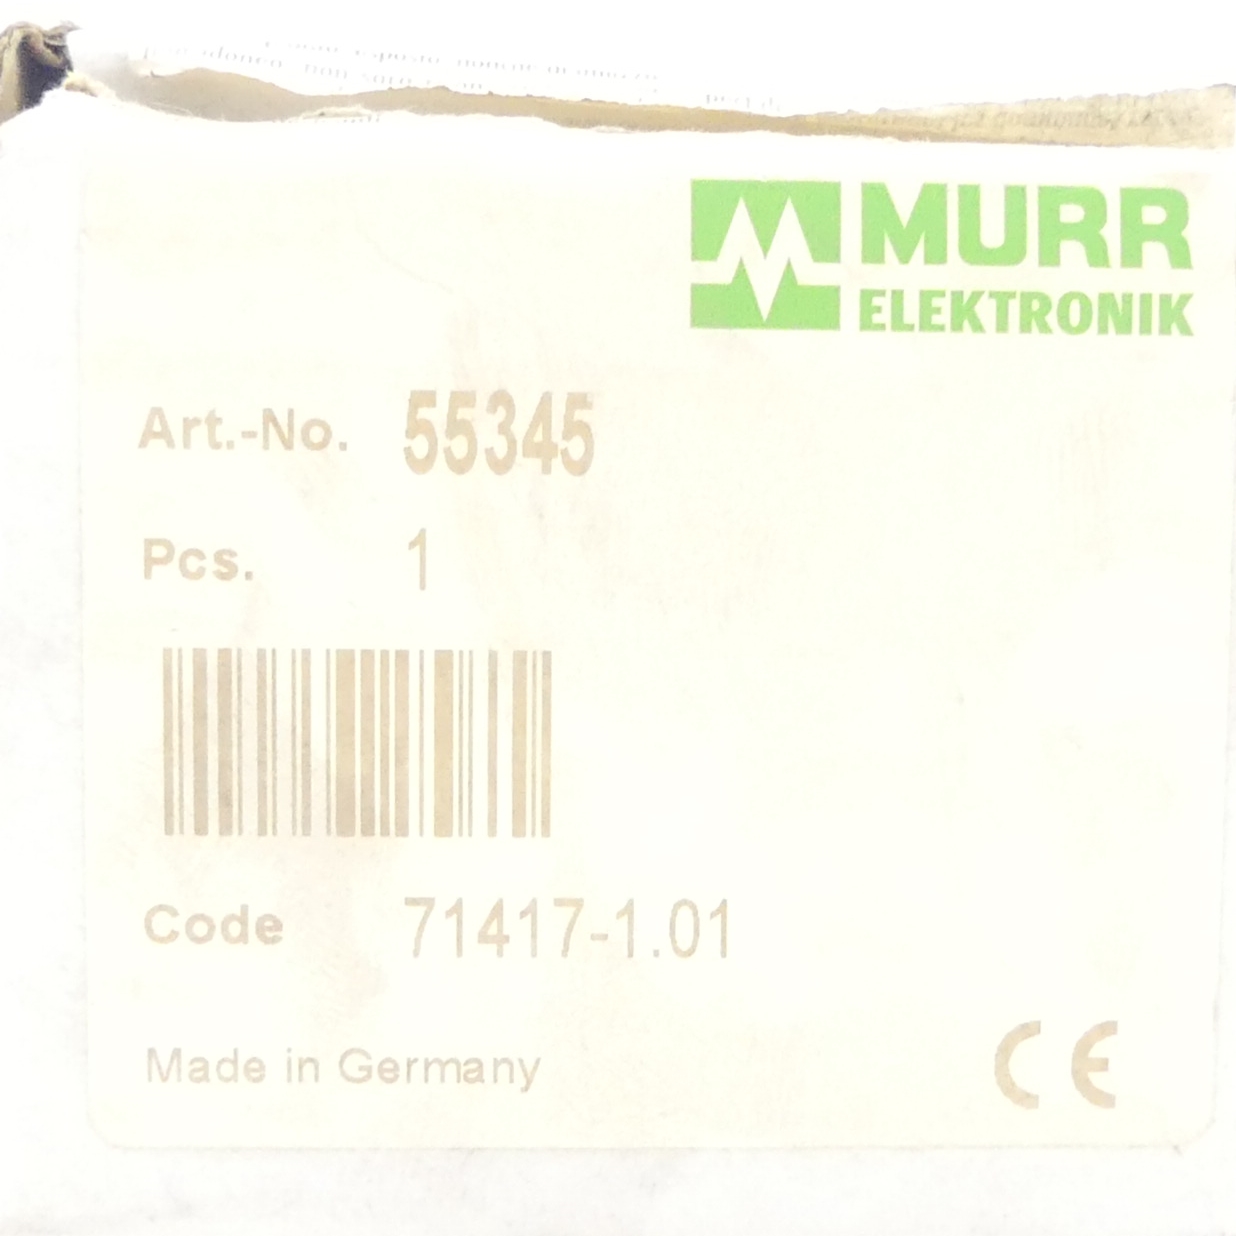 MURR
ELEKTRONIK
Art.-No. 55345
Pcs. 1
Code 71417-1.01
Made in Germany
CE